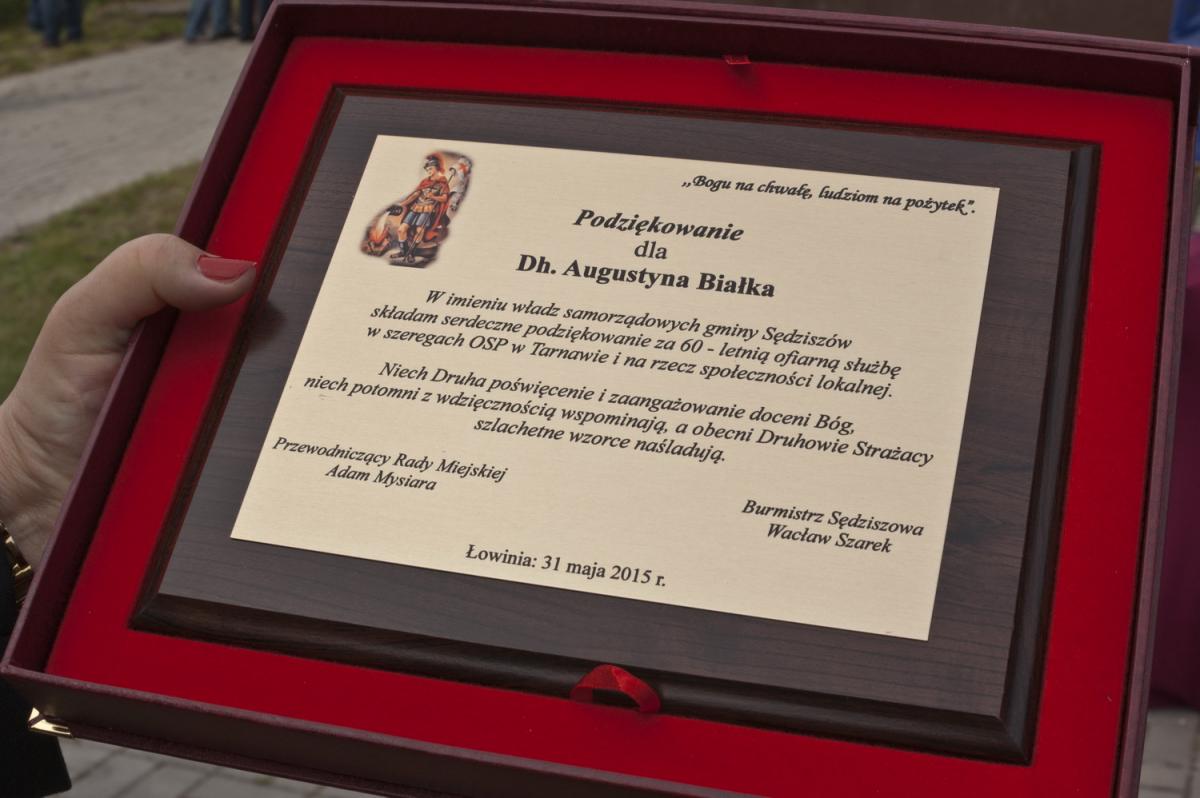 „Bogu na chwałę, ludziom na pożytek".
Podziękowanie
dla
Dh. Augustyna Białka
W imieniu władz samorządowych gminy Sędziszów
składam serdeczne podziękowanie za 60 - letnią ofiarną służbę
w szeregach OSP w Tarnawie i na rzecz społeczności lokalnej.
Niech Druha poświęcenie i zaangażowanie doceni Bóg,
niech potomni z wdzięcznością wspominają, a obecni Druhowie Strażacy
szlachetne wzorce naśladują.
Przewodniczący Rady Miejskiej
Adam Mysiara
Burmistrz Sędziszowa
Wacław Szarek
Łowinia: 31 maja 2015 r.